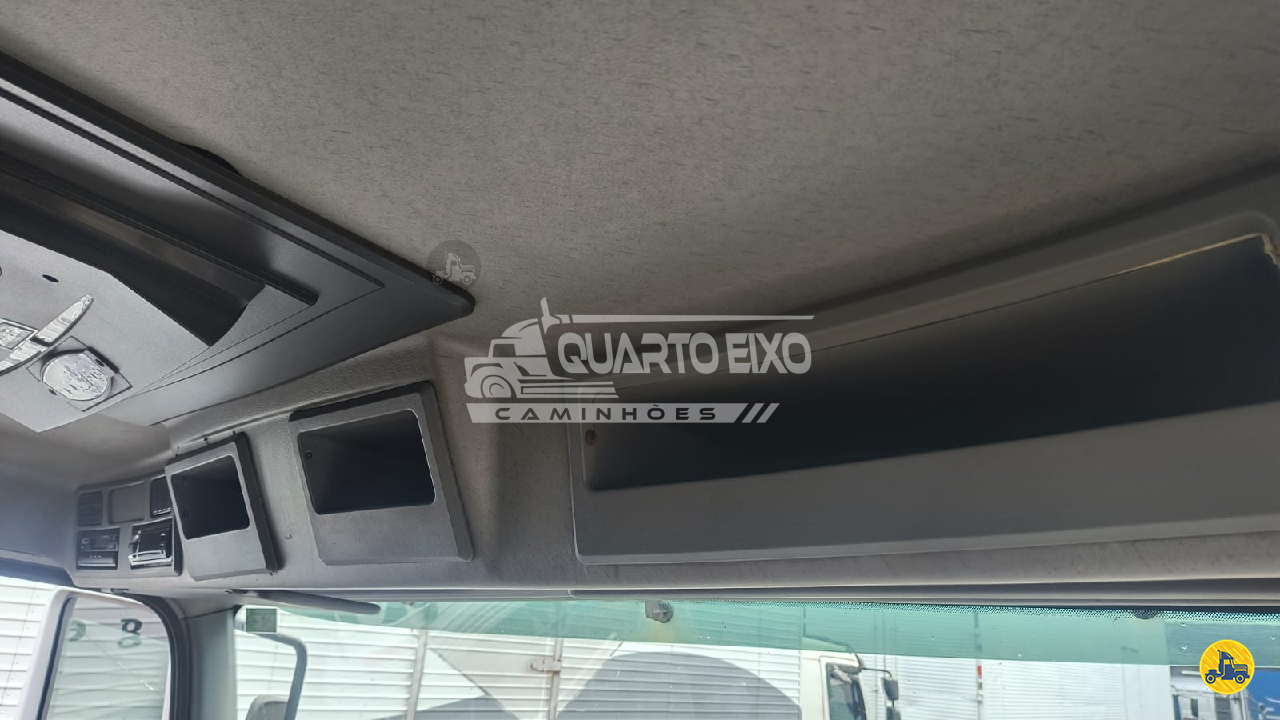 QUARTO EIXO
CAMINHÕES